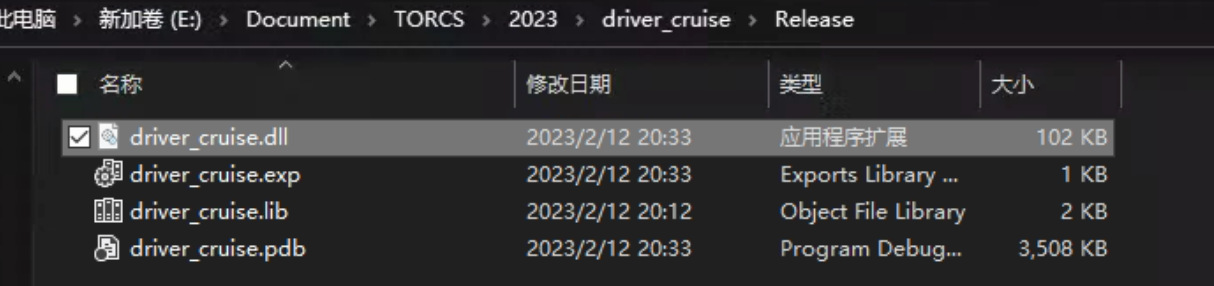 此电脑 › 新加卷 (E:) › Document › TORCS › 2023 › driver_cruise › Release
名称 修改日期 类型 大小
driver_cruise.dll 2023/2/12 20:33 应用程序扩展 102 KB
driver_cruise.exp 2023/2/12 20:33 Exports Library ... 1 KB
driver_cruise.lib 2023/2/12 20:12 Object File Library 2 KB
driver_cruise.pdb 2023/2/12 20:33 Program Debug... 3,508 KB